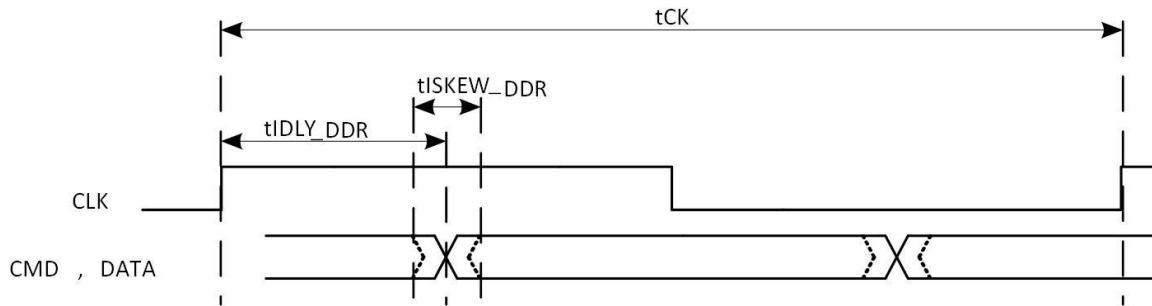 tCK
tISKEW_DDR
tIDLY_DDR
CLK
CMD , DATA